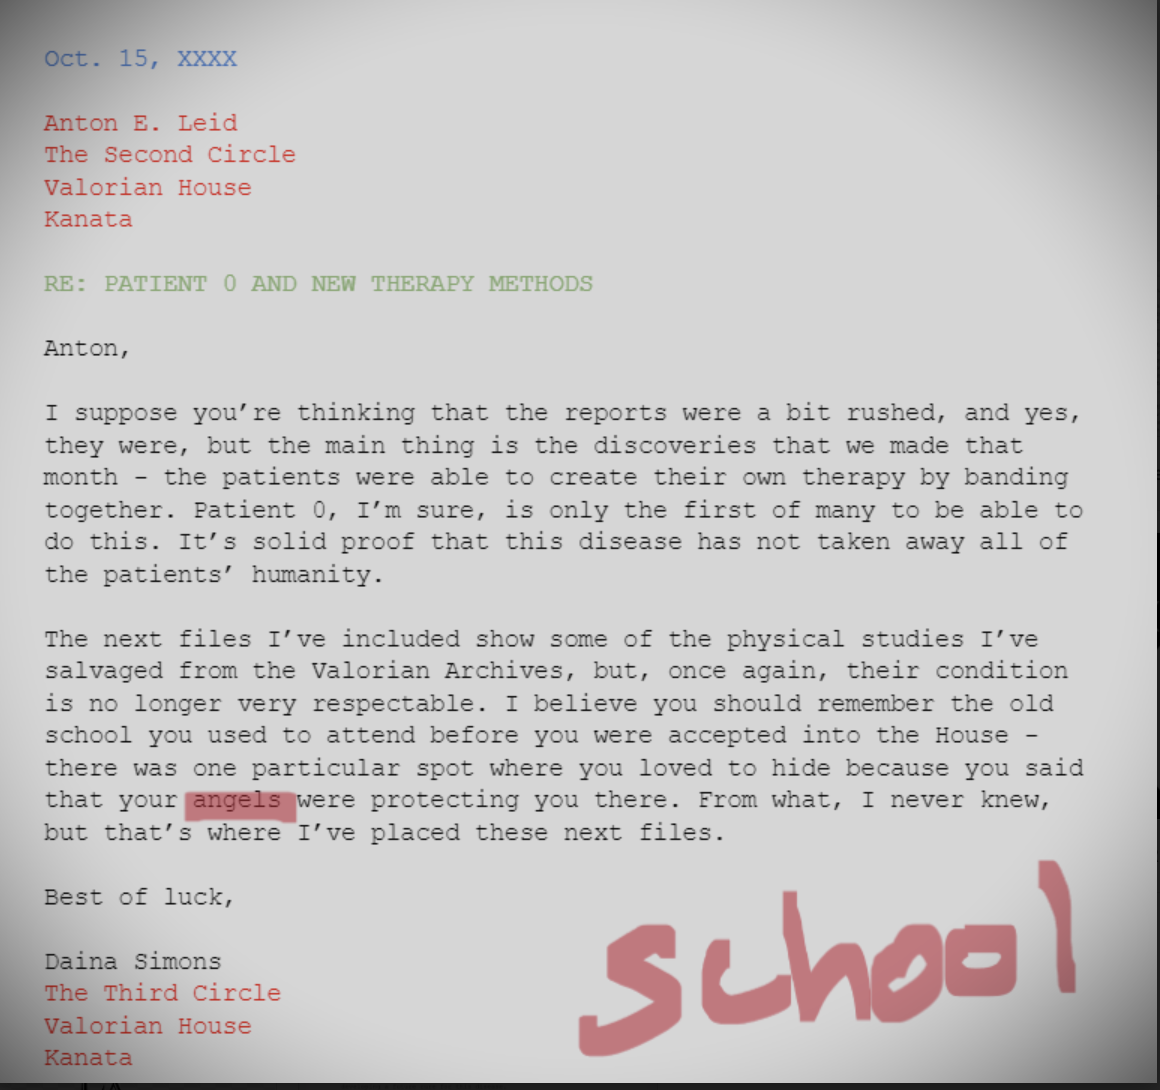 Oct. 15, XXXX
Anton E. Leid
The Second Circle
Valorian House
Kanata
RE: PATIENT 0 AND NEW THERAPY METHODS
Anton,
I suppose you’re thinking that the reports were a bit rushed, and yes,
they were, but the main thing is the discoveries that we made that
month – the patients were able to create their own therapy by banding
together. Patient 0, I’m sure, is only the first of many to be able to
do this. It’s solid proof that this disease has not taken away all of
the patients’ humanity.
The next files I’ve included show some of the physical studies I’ve
salvaged from the Valorian Archives, but, once again, their condition
is no longer very respectable. I believe you should remember the old
school you used to attend before you were accepted into the House –
there was one particular spot where you loved to hide because you said
that your angels were protecting you there. From what, I never knew,
but that’s where I’ve placed these next files.
Best of luck,
Daina Simons
The Third Circle
Valorian House
Kanata
school